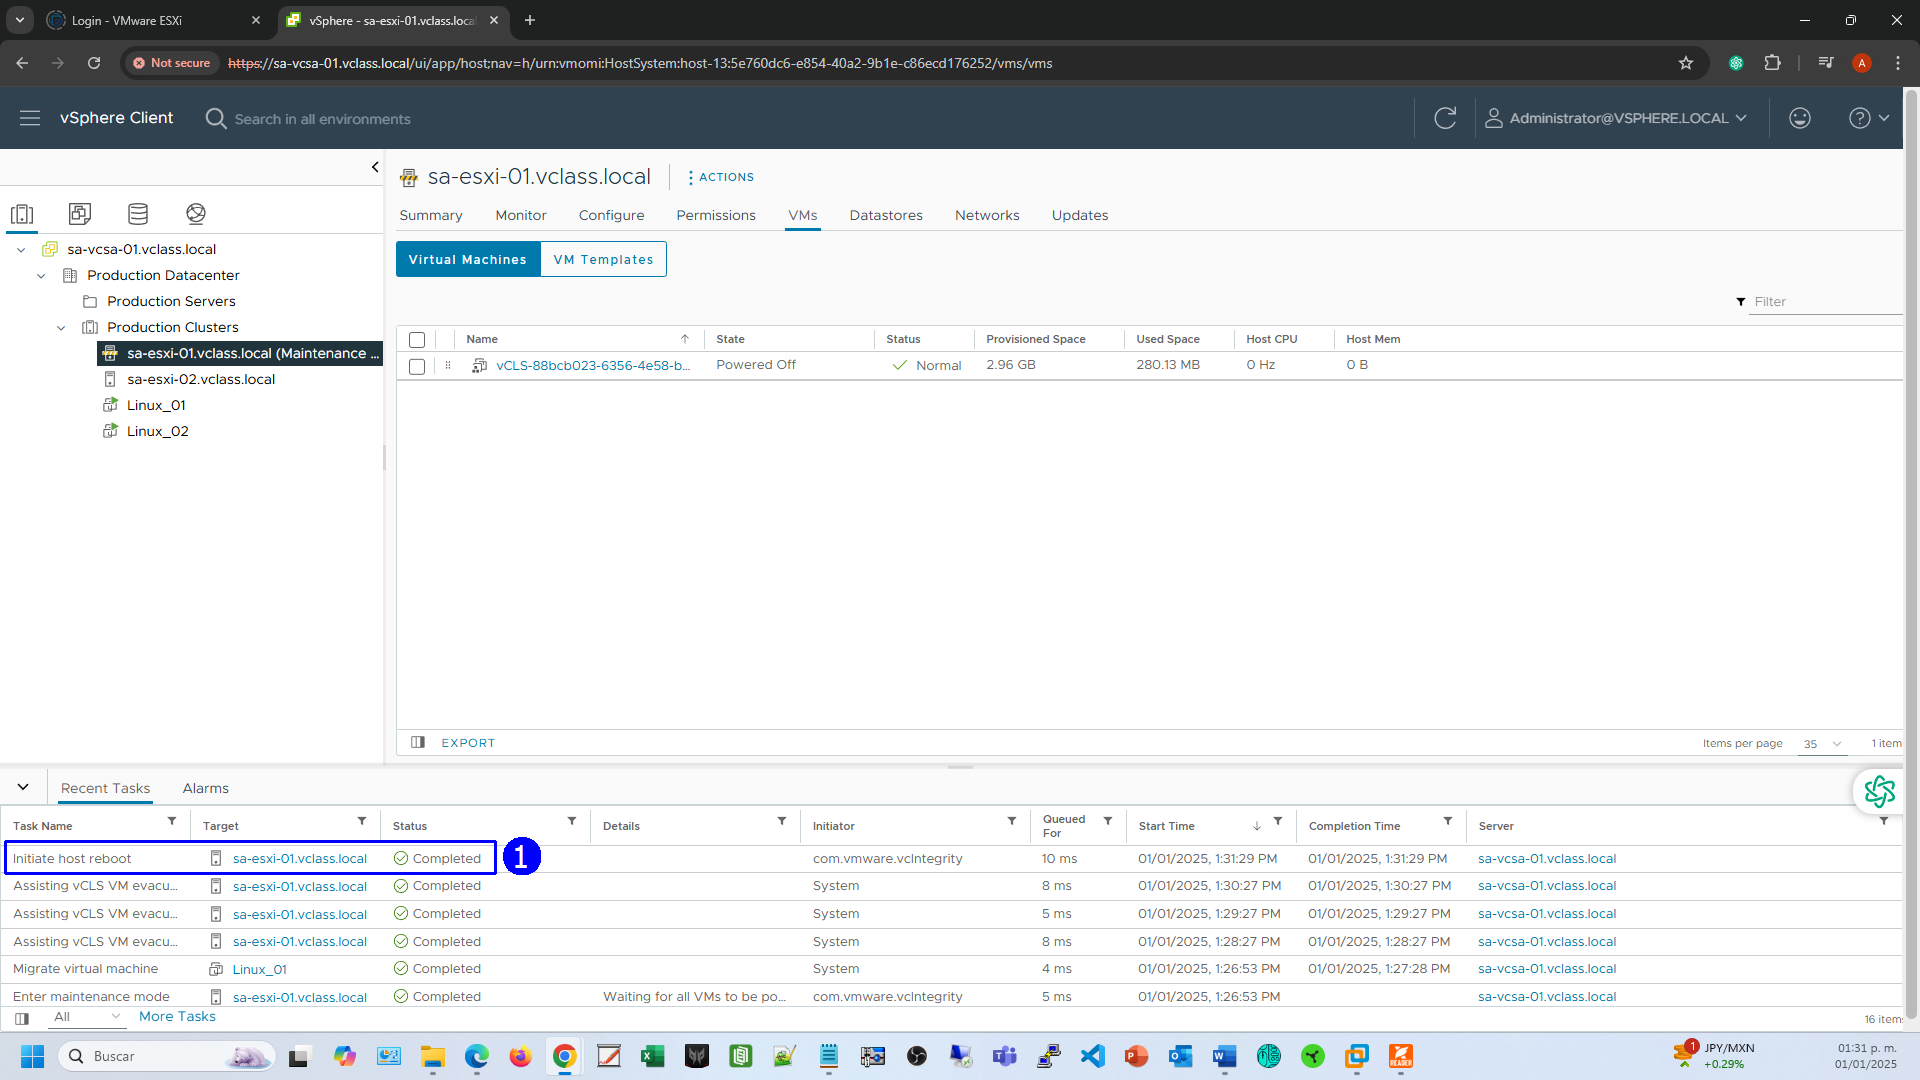 Login - VMware ESXi
vSphere - sa-esxi-01.vclass.loca
Not secure
https://sa-vcsa-01.vclass.local/ui/app/host;nav=h/urn:vmomi:HostSystem:host-13:5e760dc6-e854-40a2-9b1e-c86ecd176252/vms/vms
A
vSphere Client
Search in all environments
Administrator@VSPHERE.LOCAL
sa-vcsa-01.vclass.local
Production Datacenter
Production Servers
Production Clusters
sa-esxi-01.vclass.local (Maintenance ...
sa-esxi-02.vclass.local
Linux_01
Linux_02
sa-esxi-01.vclass.local
ACTIONS
Summary Monitor Configure Permissions VMs Datastores Networks Updates
Virtual Machines VM Templates
Filter
Name State Status Provisioned Space Used Space Host CPU Host Mem
vCLS-88bcb023-6356-4e58-b... Powered Off Normal 2.96 GB 280.13 MB 0 Hz 0 B
EXPORT Items per page 35 1 item
Recent Tasks Alarms
Task Name Target Status Details Initiator Queued For Start Time Completion Time Server
Initiate host reboot sa-esxi-01.vclass.local Completed 1 com.vmware.vcIntegrity 10 ms 01/01/2025, 1:31:29 PM 01/01/2025, 1:31:29 PM sa-vcsa-01.vclass.local
Assisting vCLS VM evacu... sa-esxi-01.vclass.local Completed System 8 ms 01/01/2025, 1:30:27 PM 01/01/2025, 1:30:27 PM sa-vcsa-01.vclass.local
Assisting vCLS VM evacu... sa-esxi-01.vclass.local Completed System 5 ms 01/01/2025, 1:29:27 PM 01/01/2025, 1:29:27 PM sa-vcsa-01.vclass.local
Assisting vCLS VM evacu... sa-esxi-01.vclass.local Completed System 8 ms 01/01/2025, 1:28:27 PM 01/01/2025, 1:28:27 PM sa-vcsa-01.vclass.local
Migrate virtual machine Linux_01 Completed System 4 ms 01/01/2025, 1:26:53 PM 01/01/2025, 1:27:28 PM sa-vcsa-01.vclass.local
Enter maintenance mode sa-esxi-01.vclass.local Completed Waiting for all VMs to be po... com.vmware.vcIntegrity 5 ms 01/01/2025, 1:26:53 PM sa-vcsa-01.vclass.local
All More Tasks 16 items
Buscar
READER
1
JPY/MXN
+0.29%
01:31 p. m.
01/01/2025